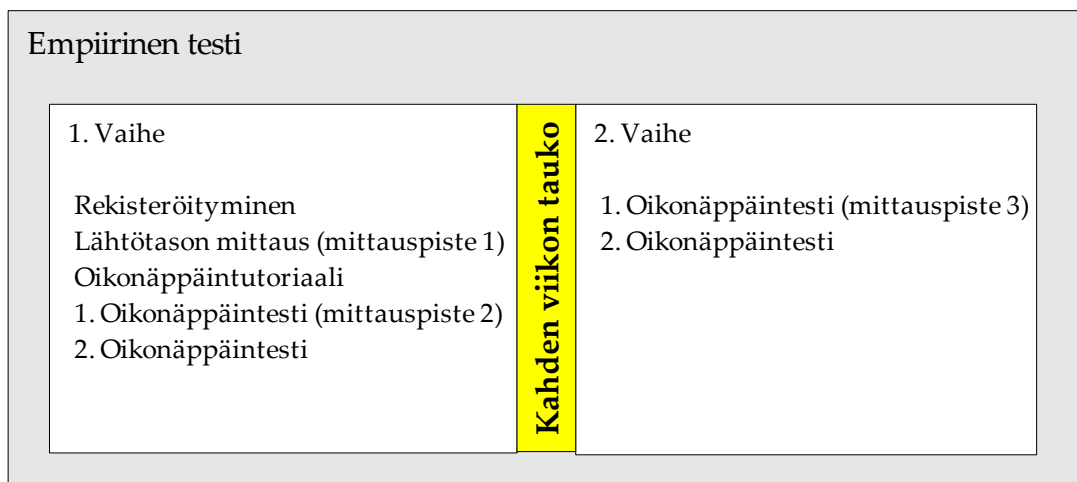 Empiirinen testi
1. Vaihe
Rekisteröityminen
Lähtötason mittaus (mittauspiste 1)
Oikonäppäintutoriaali
1. Oikonäppäintesti (mittauspiste 2)
2. Oikonäppäintesti
Kahden viikon tauko
2. Vaihe
1. Oikonäppäintesti (mittauspiste 3)
2. Oikonäppäintesti